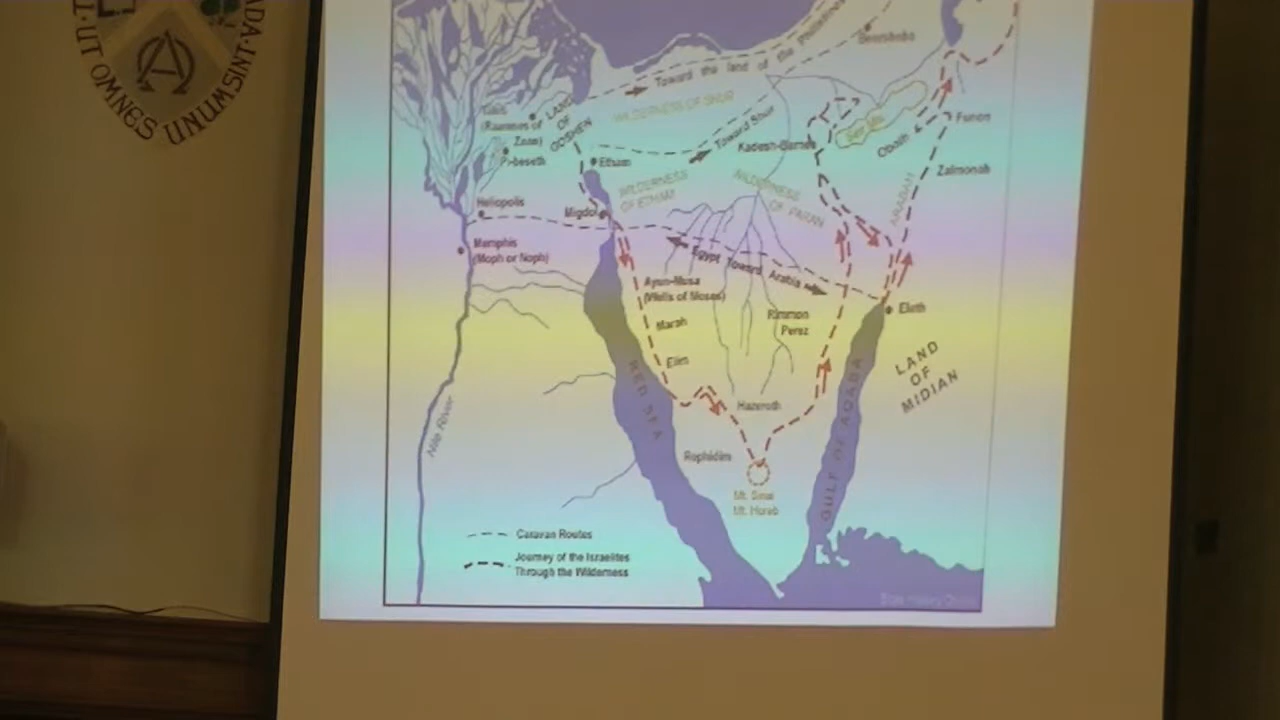 UT OMNES UNUM SINT
Toward the land of the Philistines
Beersheba
WILDERNESS OF SHUR
LAND
OF
GOSHEN
(Raamses of
Zoan)
Toward Shur
Kadesh-Barnea
Oboth
Punon
Etham
Zalmonah
WILDERNESS
OF ETHAM
WILDERNESS
OF PARAN
ARABAH
Heliopolis
Migdol
Memphis
(Moph or Noph)
Egypt Toward Arabia
Ayun-Musa
(Wells of Moses)
Elath
Rimmon
Perez
Marah
Elim
LAND
OF
MIDIAN
RED SEA
GULF OF AQABA
Hazeroth
Nile River
Rephidim
Mt. Sinai
Mt. Horeb
Caravan Routes
Journey of the Israelites
Through the Wilderness